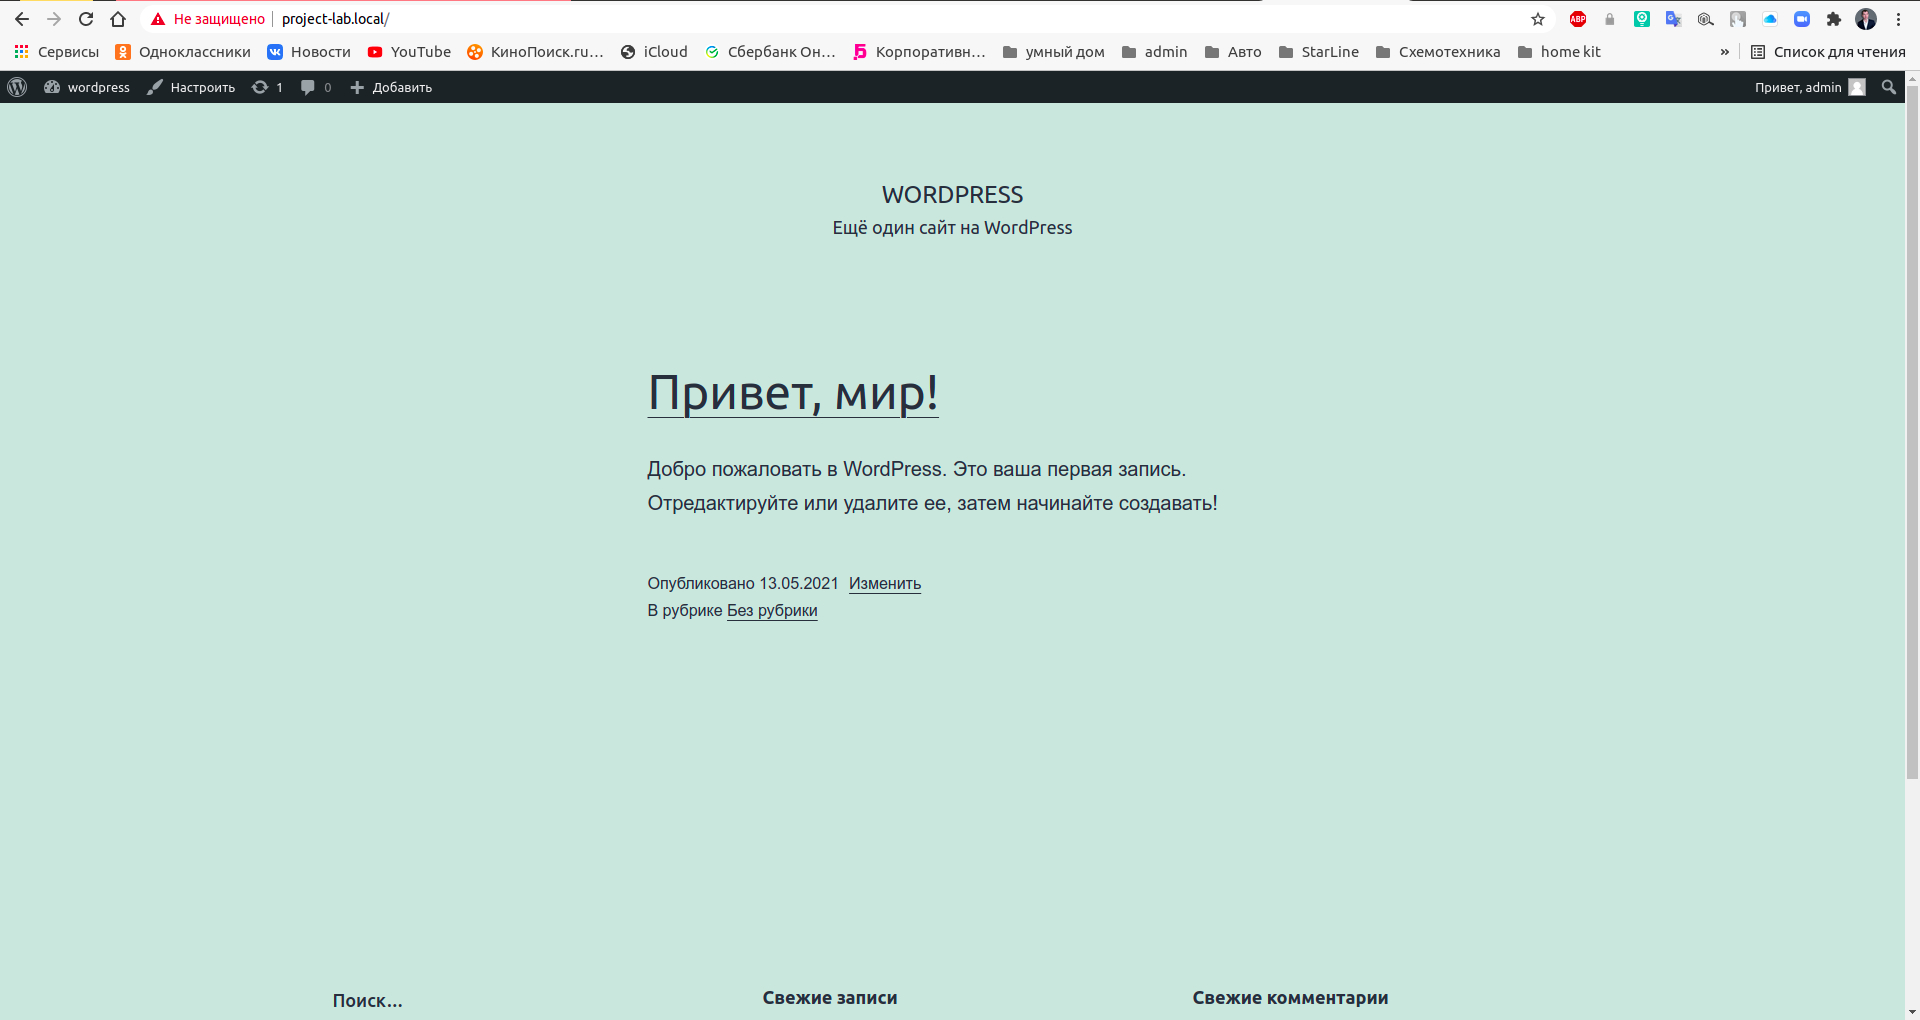 Не защищено project-lab.local/
ABP
Сервисы Одноклассники Новости YouTube КиноПоиск.ru... iCloud Сбербанк Он... Корпоративн... умный дом admin Авто StarLine Схемотехника home kit » Список для чтения
wordpress Настроить 1 0 Добавить Привет, admin
WORDPRESS
Ещё один сайт на WordPress
Привет, мир!
Добро пожаловать в WordPress. Это ваша первая запись.
Отредактируйте или удалите ее, затем начинайте создавать!
Опубликовано 13.05.2021 Изменить
В рубрике Без рубрики
Поиск... Свежие записи Свежие комментарии